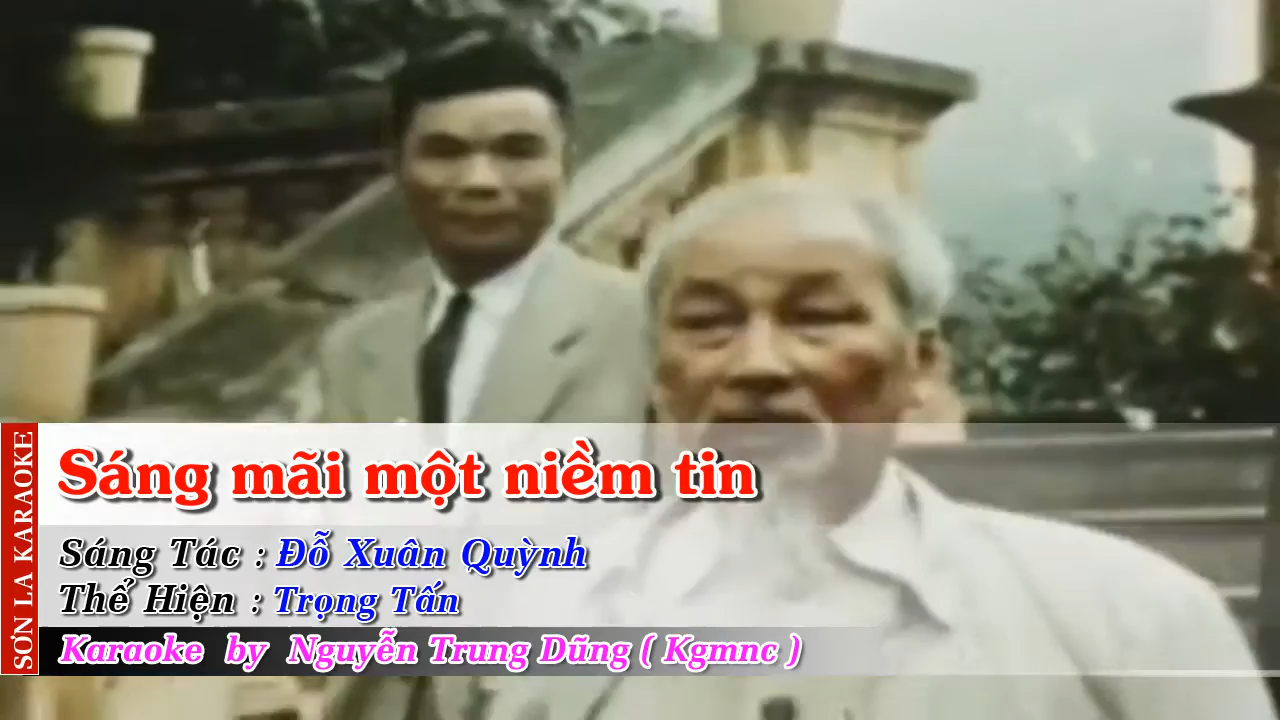 SƠN LA KARAOKE
Sáng mãi một niềm tin
Sáng Tác : Đỗ Xuân Quỳnh
Thể Hiện : Trọng Tấn
Karaoke by Nguyễn Trung Dũng ( Kgmnc )